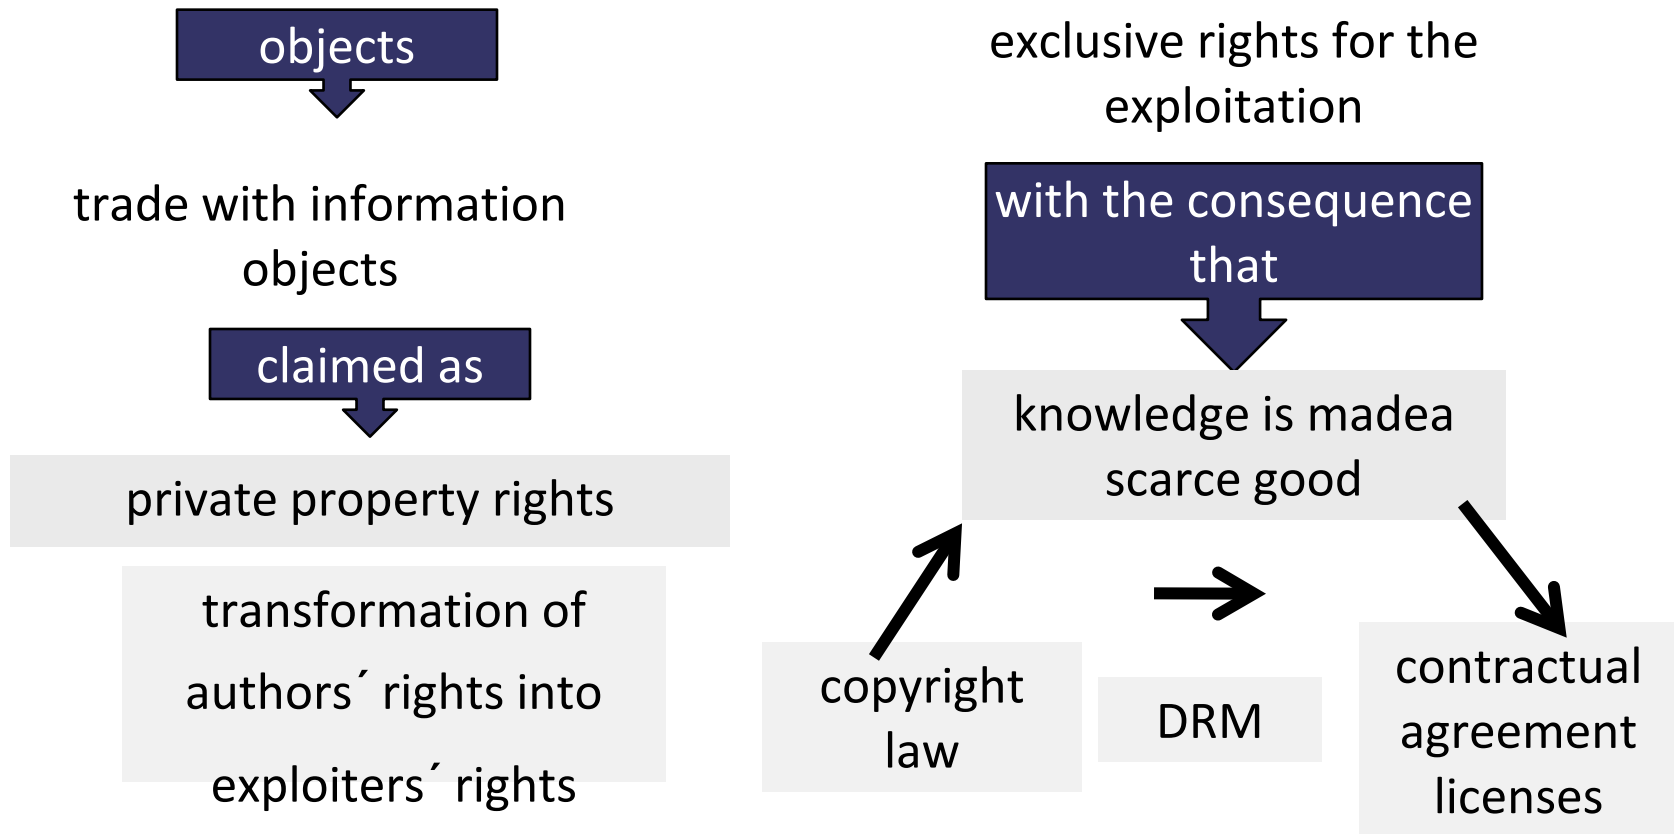 objects
trade with information
objects
claimed as
private property rights
transformation of
authors´ rights into
exploiters´ rights
exclusive rights for the
exploitation
with the consequence
that
knowledge is madea
scarce good
copyright
law
DRM
contractual
agreement
licenses